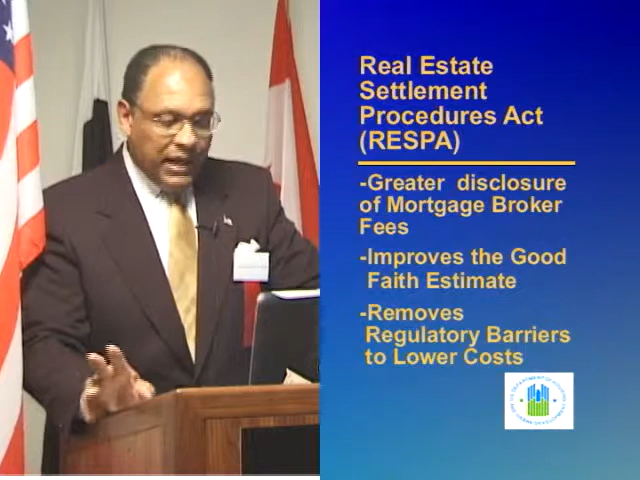 Real Estate
Settlement
Procedures Act
(RESPA)
-Greater disclosure
of Mortgage Broker
Fees
-Improves the Good
Faith Estimate
-Removes
Regulatory Barriers
to Lower Costs